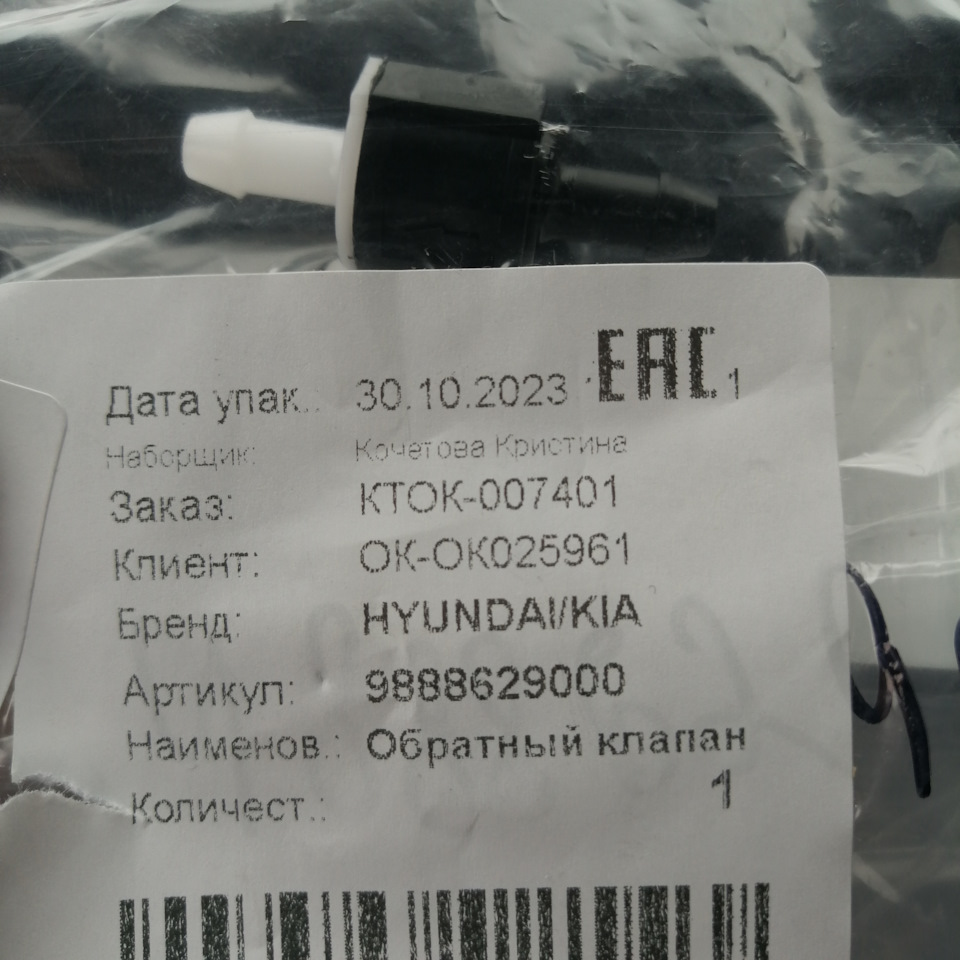 Дата упак.: 30.10.2023 EAC 1
Наборщик: Кочетова Кристина
Заказ: КТОК-007401
Клиент: ОК-ОК025961
Бренд: HYUNDAI/KIA
Артикул: 9888629000
Наименов.: Обратный клапан
Количест.: 1